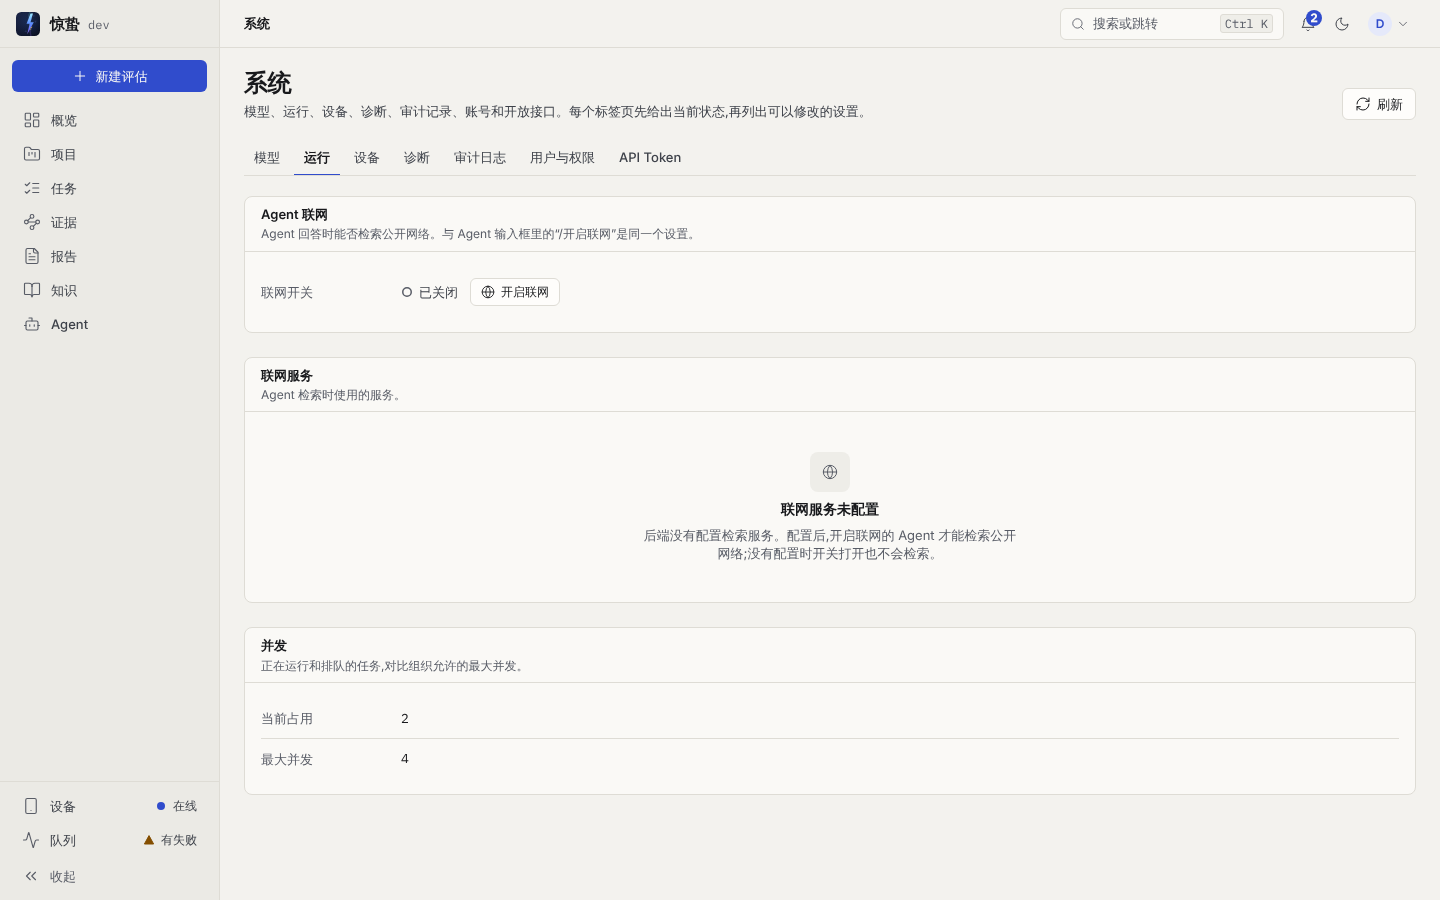 惊蛰 dev
系统
搜索或跳转 Ctrl K
2
D
新建评估
概览
项目
任务
证据
报告
知识
Agent
设备 在线
队列 有失败
收起
系统
模型、运行、设备、诊断、审计记录、账号和开放接口。每个标签页先给出当前状态,再列出可以修改的设置。
刷新
模型 运行 设备 诊断 审计日志 用户与权限 API Token
Agent 联网
Agent 回答时能否检索公开网络。与 Agent 输入框里的"/开启联网"是同一个设置。
联网开关 已关闭 开启联网
联网服务
Agent 检索时使用的服务。
联网服务未配置
后端没有配置检索服务。配置后,开启联网的 Agent 才能检索公开
网络;没有配置时开关打开也不会检索。
并发
正在运行和排队的任务,对比组织允许的最大并发。
当前占用 2
最大并发 4